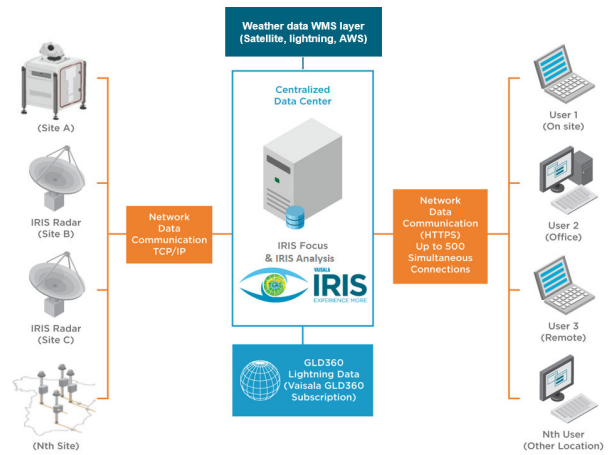 Weather data WMS layer
(Satellite, lightning, AWS)
Centralized
Data Center
IRIS Focus
& IRIS Analysis
VAISALA
IRIS
EXPERIENCE MORE
GLD360
Lightning Data
(Vaisala GLD360
Subscription)
(Site A)
IRIS Radar
(Site B)
IRIS Radar
(Site C)
(Nth Site)
Network
Data
Communication
TCP/IP
Network
Data
Communication
(HTTPS)
Up to 500
Simultaneous
Connections
User 1
(On site)
User 2
(Office)
User 3
(Remote)
Nth User
(Other Location)